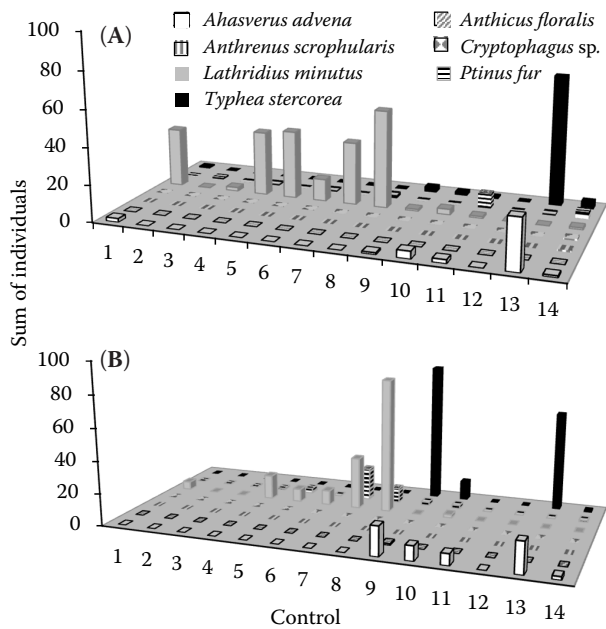 100
(A)
Ahasverus advena
Anthicus floralis
80
Anthrenus scrophularis
Cryptophagus sp.
Lathridius minutus
Ptinus fur
60
Typhea stercorea
40
20
0
1 2 3 4 5 6 7 8 9 10 11 12 13 14
Sum of individuals
100
(B)
80
60
40
20
0
1 2 3 4 5 6 7 8 9 10 11 12 13 14
Control